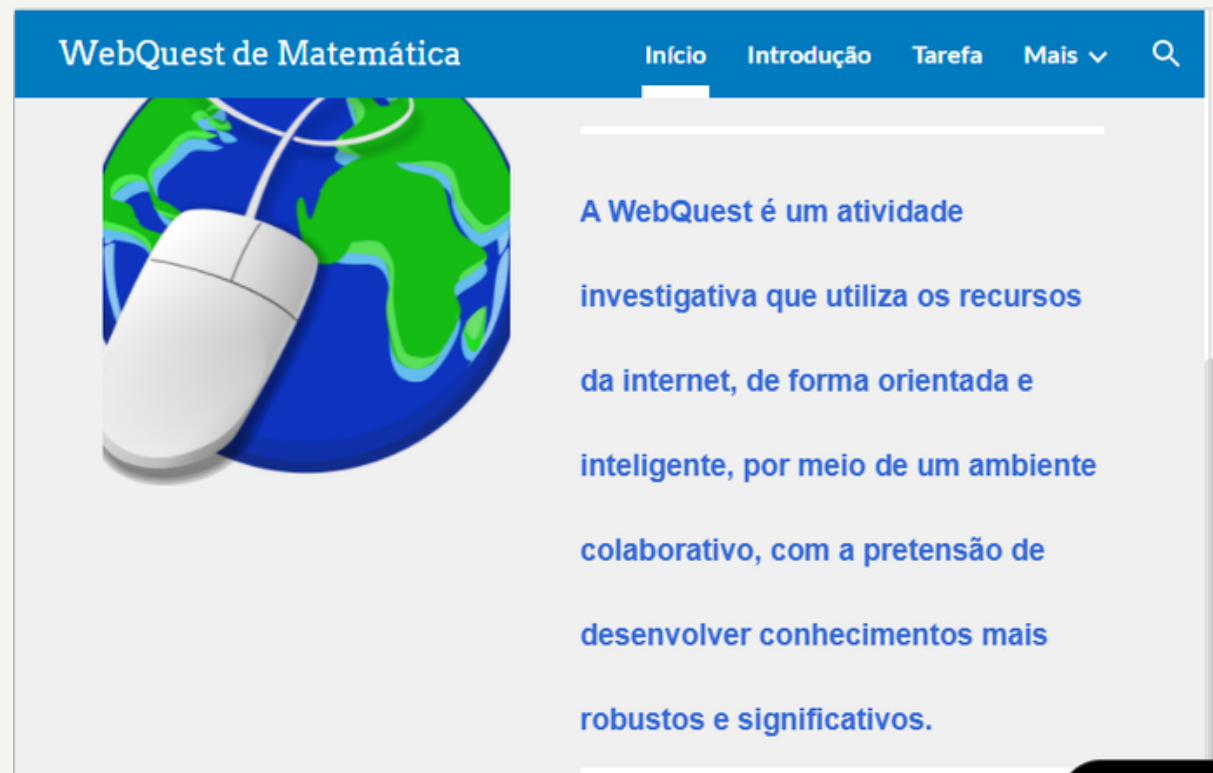 WebQuest de Matemática
Início Introdução Tarefa Mais
A WebQuest é um atividade
investigativa que utiliza os recursos
da internet, de forma orientada e
inteligente, por meio de um ambiente
colaborativo, com a pretensão de
desenvolver conhecimentos mais
robustos e significativos.